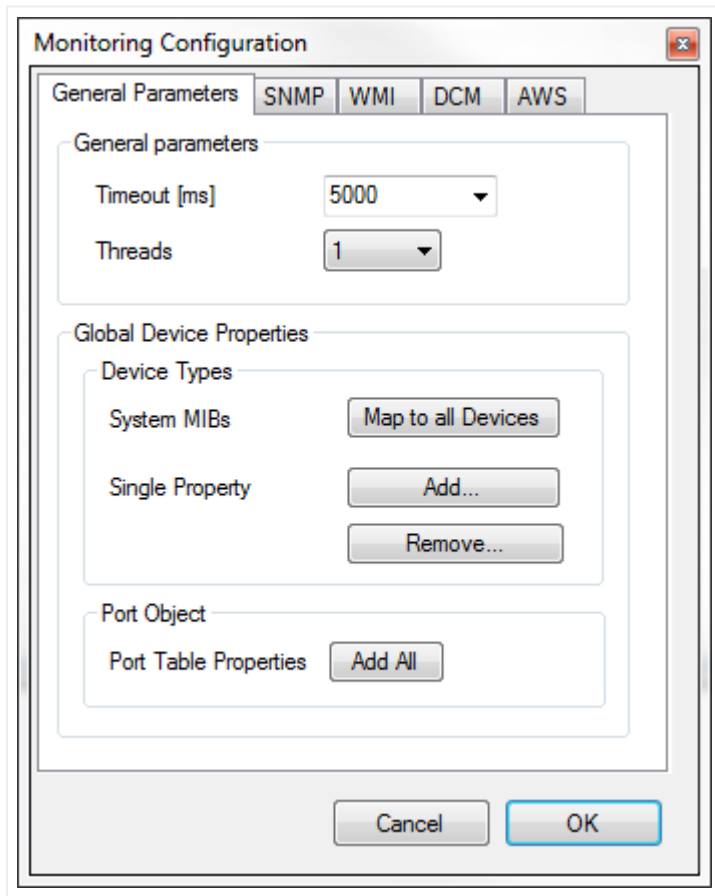 Monitoring Configuration
General Parameters SNMP WMI DCM AWS
General parameters
Timeout [ms] 5000
Threads 1
Global Device Properties
Device Types
System MIBs Map to all Devices
Single Property Add...
Remove...
Port Object
Port Table Properties Add All
Cancel OK